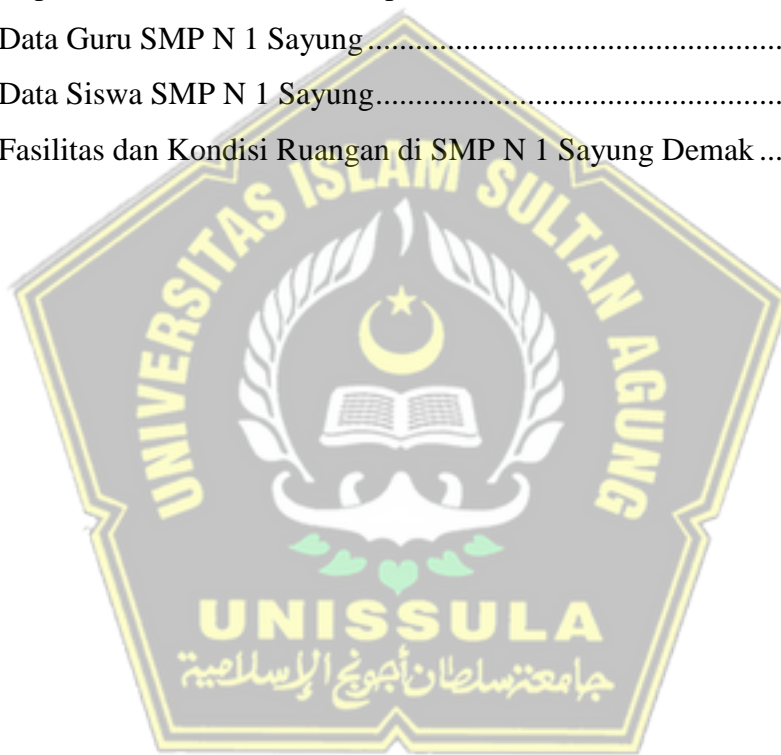 Data Guru SMP N 1 Sayung.......................................................
Data Siswa SMP N 1 Sayung.....................................................
Fasilitas dan Kondisi Ruangan di SMP N 1 Sayung Demak ...
UNIVERSITAS ISLAM SULTAN AGUNG
UNISSULA
جامعة سلطان أجونج الإسلامية